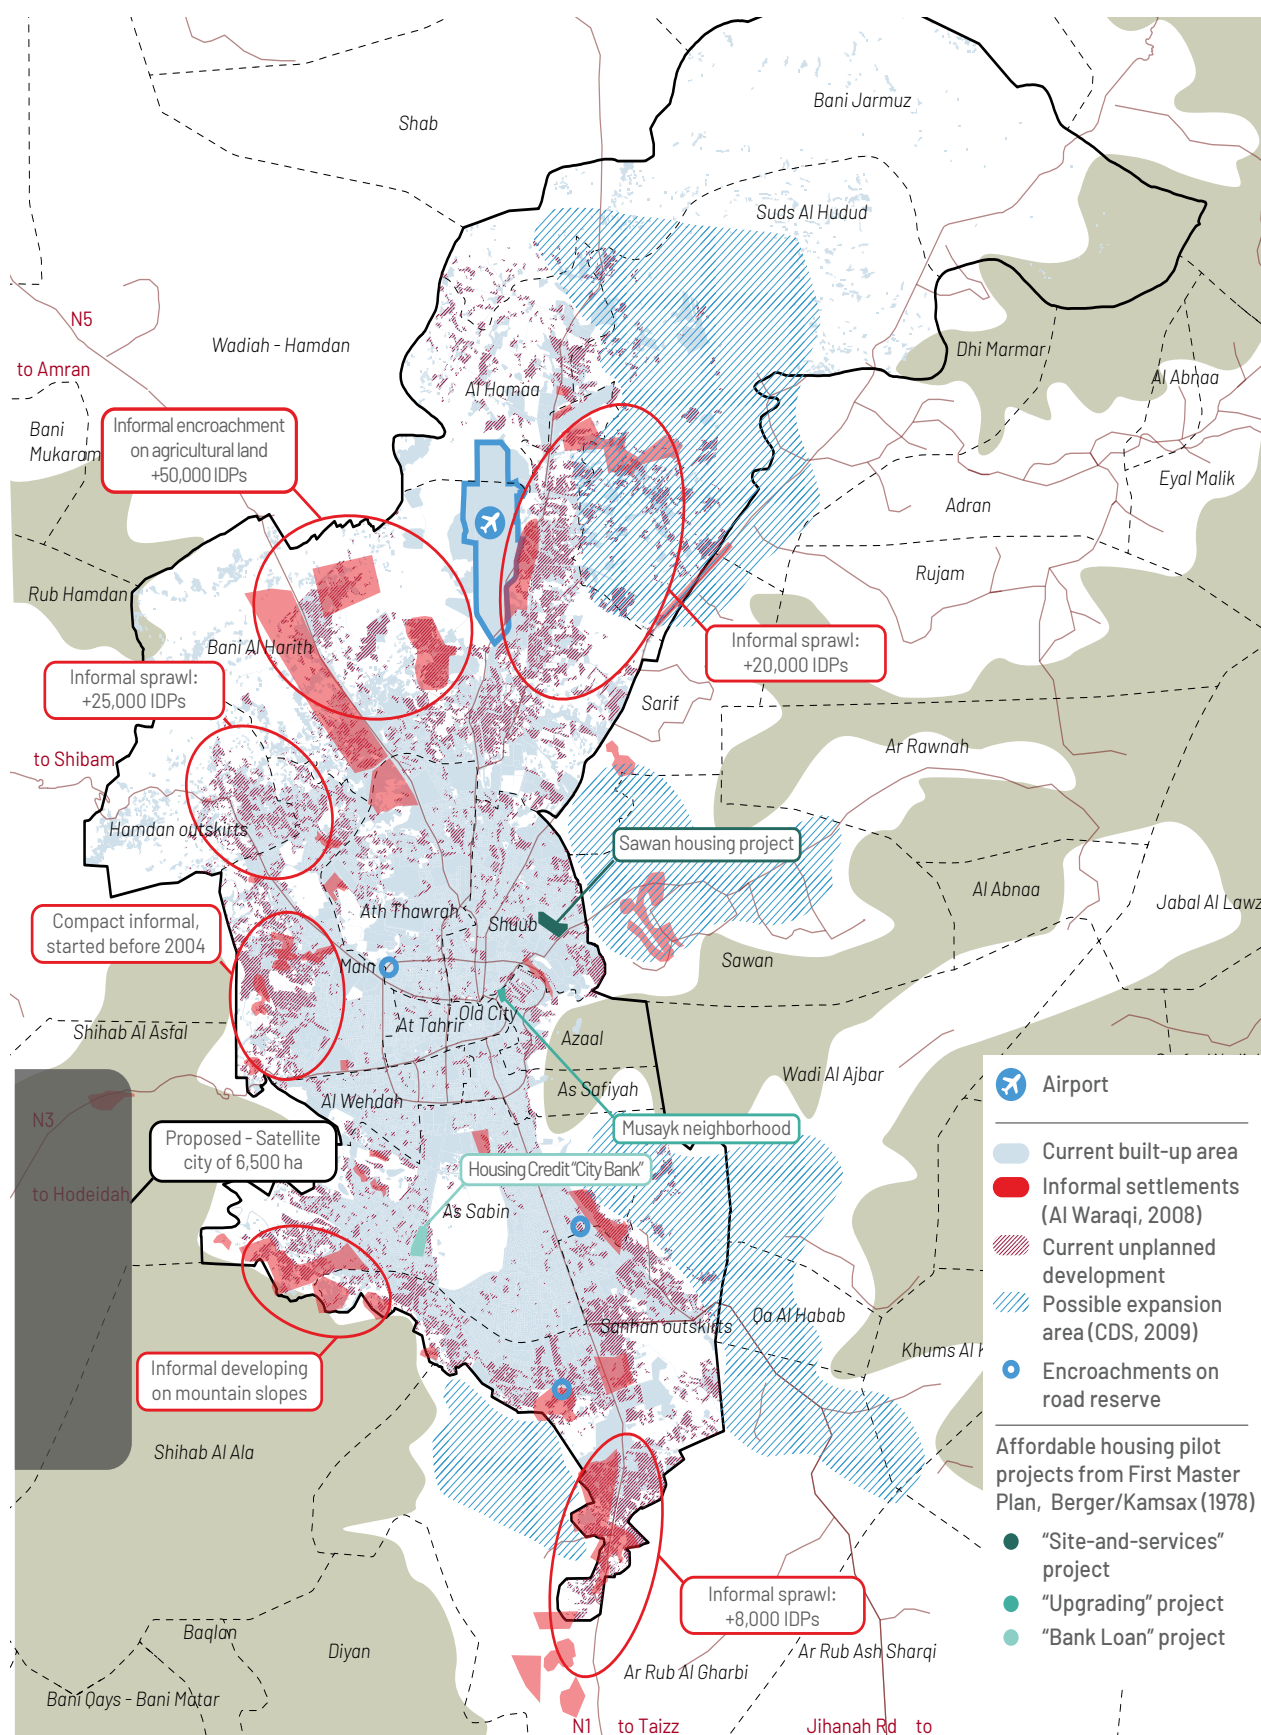 Bani Jarmuz
Shab
Suds Al Hudud
N5
Wadiah - Hamdan
Dhi Marmar
to Amran
Al Abnaa
Al Hamaa
Informal encroachment
on agricultural land
+50,000 IDPs
Bani
Mukaram
Eyal Malik
Adran
Rujam
Rub Hamdan
Bani Al Harith
Informal sprawl:
+20,000 IDPs
Informal sprawl:
+25,000 IDPs
Sarif
Ar Rawnah
to Shibam
Hamdan outskirts
Sawan housing project
Al Abnaa
Jabal Al Lawz
Ath Thawrah
Compact informal,
started before 2004
Shuub
Main
Sawan
Old City
At Tahrir
Shihab Al Asfal
Azaal
Wadi Al Ajbar
As Safiyah
Al Wehdah
N3
Musayk neighborhood
Proposed - Satellite
city of 6,500 ha
Housing Credit "City Bank"
to Hodeidah
As Sabin
Qa Al Habab
Sanhan outskirts
Informal developing
on mountain slopes
Shihab Al Ala
Informal sprawl:
+8,000 IDPs
Baqlan
Diyan
Ar Rub Ash Sharqi
Ar Rub Al Gharbi
Bani Qays - Bani Matar
N1
to Taizz
Jihanah Rd
to
Airport
Current built-up area
Informal settlements
(Al Waraqi, 2008)
Current unplanned
development
Possible expansion
area (CDS, 2009)
Encroachments on
road reserve
Affordable housing pilot
projects from First Master
Plan, Berger/Kamsax (1978)
"Site-and-services"
project
"Upgrading" project
"Bank Loan" project
Khums Al